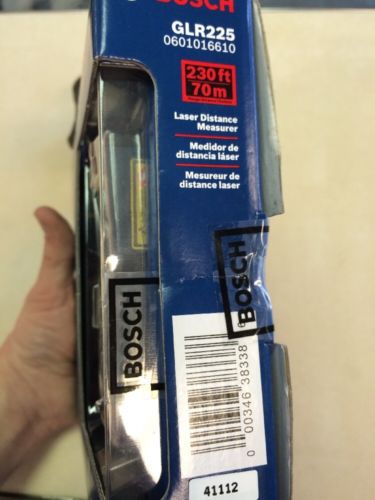 BOSCH
GLR225
0601016610
230ft
70m
Laser Distance
Measurer
Medidor de
distancia láser
Mesureur de
distance laser
BOSCH
BOSCH
0 00346 38338 6
41112